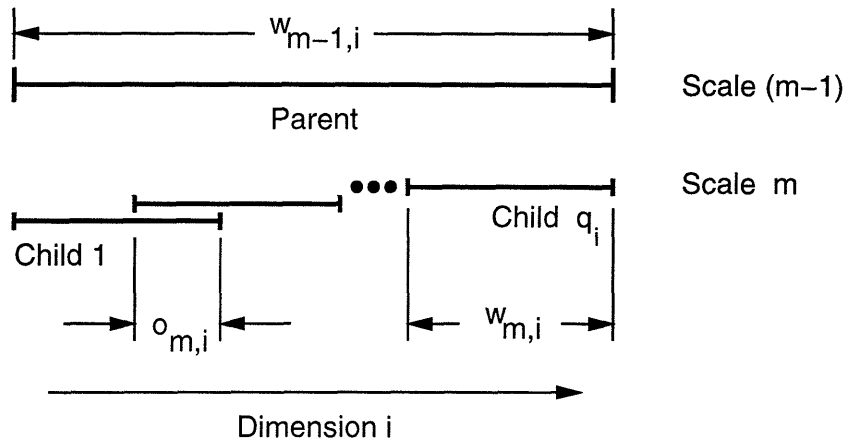 w_{m−1,i}
Scale (m−1)
Parent
Scale m
Child q_i
Child 1
o_{m,i}
w_{m,i}
Dimension i